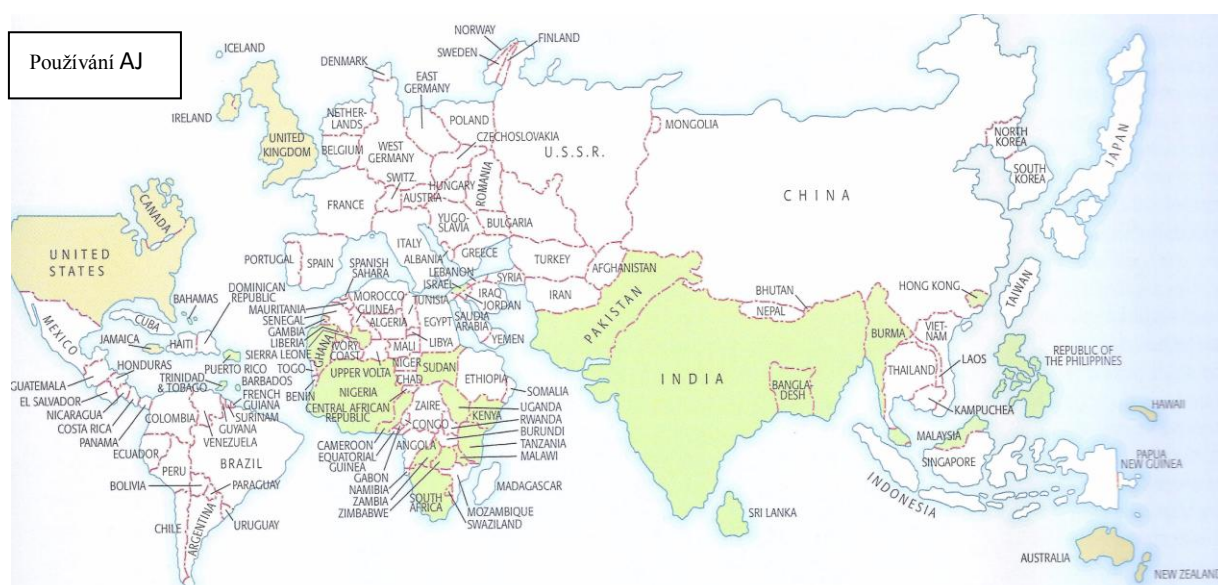 Používání AJ
ICELAND
NORWAY
SWEDEN
FINLAND
DENMARK
EAST
GERMANY
IRELAND
UNITED
KINGDOM
NETHER-
LANDS
BELGIUM
WEST
GERMANY
POLAND
CZECHOSLOVAKIA
U.S.S.R.
MONGOLIA
NORTH
KOREA
SOUTH
KOREA
JAPAN
CHINA
CANADA
UNITED
STATES
FRANCE
SWITZ.
AUSTRIA
HUNGARY
ROMANIA
YUGO-
SLAVIA
BULGARIA
PORTUGAL
SPAIN
ITALY
ALBANIA
GREECE
TURKEY
AFGHANISTAN
SPANISH
SAHARA
LEBANON
ISRAEL
SYRIA
IRAQ
JORDAN
IRAN
PAKISTAN
BHUTAN
NEPAL
HONG KONG
TAIWAN
MEXICO
BAHAMAS
CUBA
DOMINICAN
REPUBLIC
JAMAICA
HAITI
PUERTO RICO
MAURITANIA
SENEGAL
GAMBIA
LIBERIA
SIERRA LEONE
TOGO
BENIN
MOROCCO
GUINEA
ALGERIA
TUNISIA
EGYPT
SAUDIA
ARABIA
YEMEN
GHANA
IVORY
COAST
MALI
LIBYA
UPPER VOLTA
NIGER
SUDAN
CHAD
NIGERIA
CENTRAL AFRICAN
REPUBLIC
ETHIOPIA
SOMALIA
INDIA
BANGLA-
DESH
BURMA
VIET-
NAM
LAOS
THAILAND
KAMPUCHEA
REPUBLIC
OF THE PHILIPPINES
GUATEMALA
HONDURAS
EL SALVADOR
NICARAGUA
COSTA RICA
PANAMA
TRINIDAD
& TOBAGO
BARBADOS
FRENCH
GUIANA
SURINAM
GUYANA
COLOMBIA
VENEZUELA
ECUADOR
PERU
BRAZIL
BOLIVIA
PARAGUAY
CHILE
ARGENTINA
URUGUAY
ZAIRE
CONGO
KENYA
UGANDA
RWANDA
BURUNDI
TANZANIA
MALAWI
CAMEROON
EQUATORIAL
GUINEA
GABON
ANGOLA
NAMIBIA
ZAMBIA
ZIMBABWE
SOUTH
AFRICA
MADAGASCAR
MOZAMBIQUE
SWAZILAND
SRI LANKA
MALAYSIA
SINGAPORE
INDONESIA
HAWAII
PAPUA
NEW GUINEA
AUSTRALIA
NEW ZEALAND